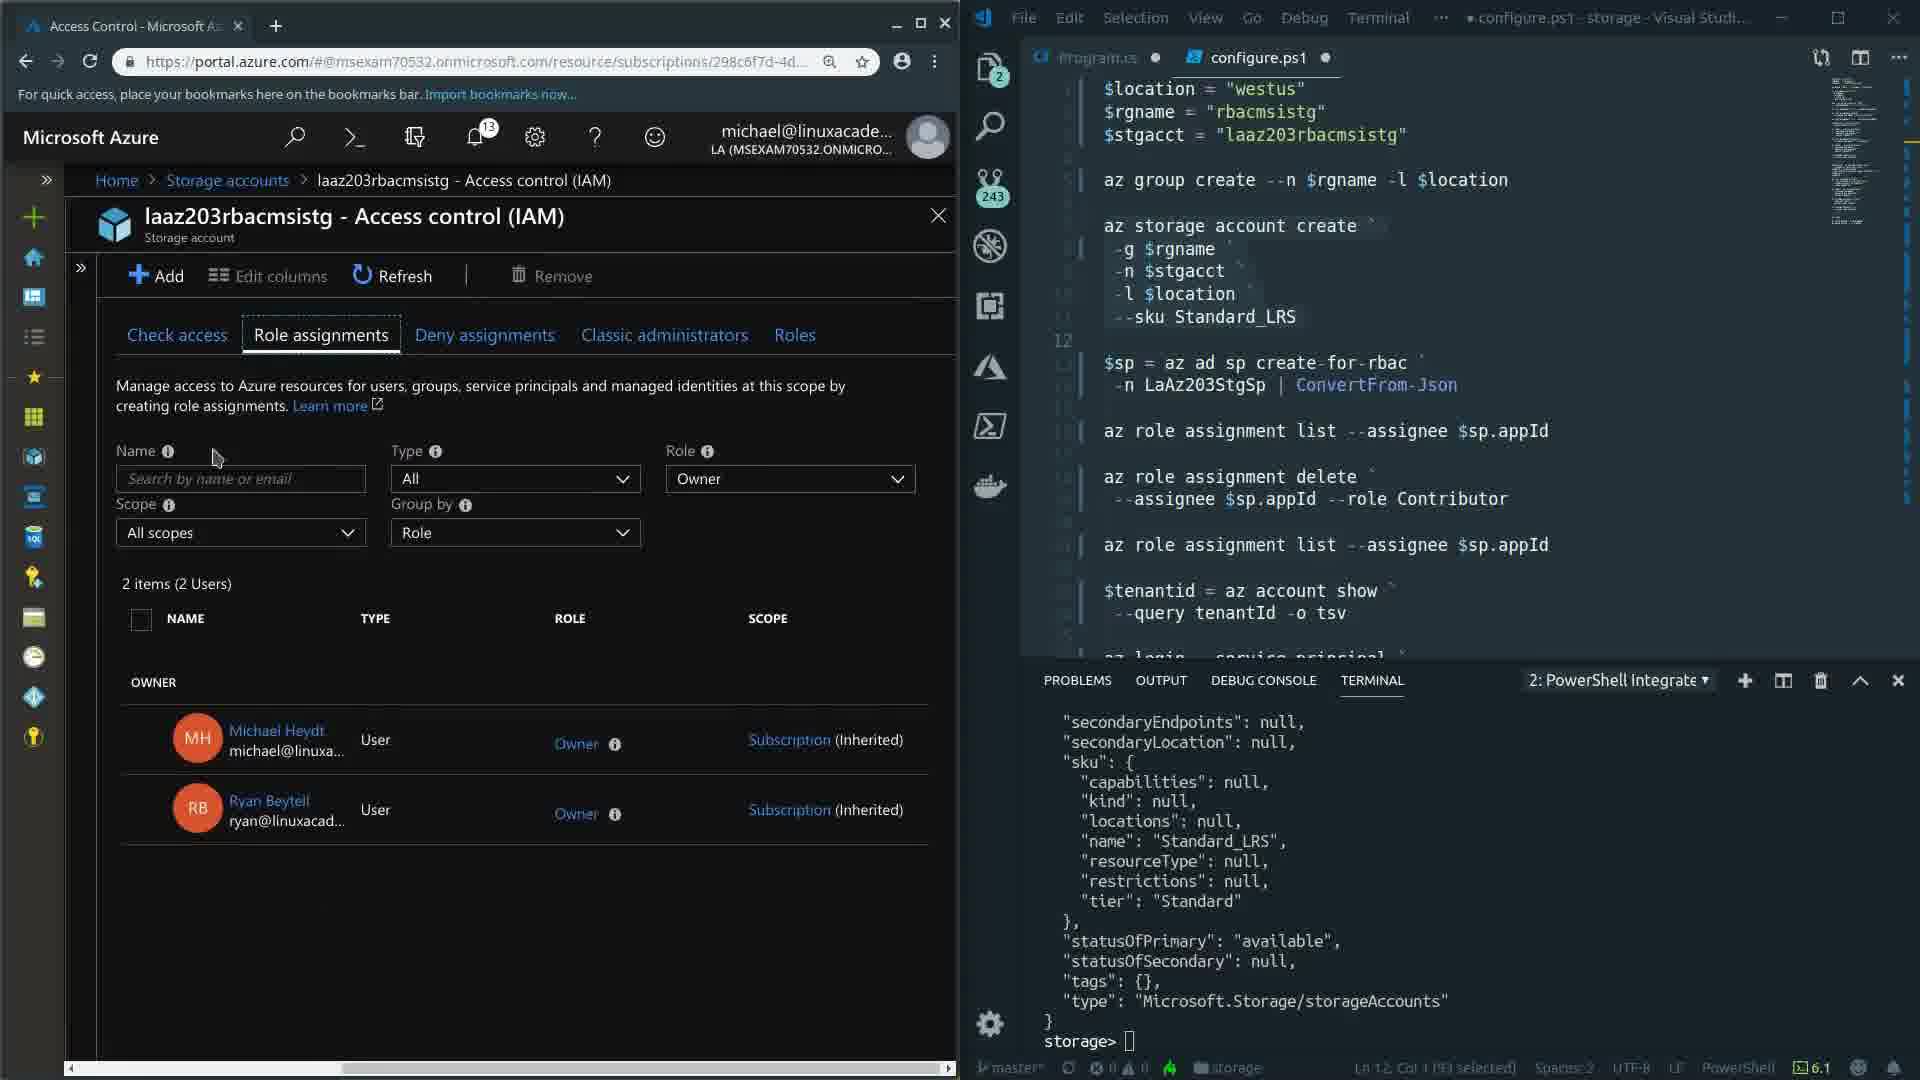 Access Control - Microsoft Az
https://portal.azure.com/#@msexam70532.onmicrosoft.com/resource/subscriptions/298c6f7d-4d...
For quick access, place your bookmarks here on the bookmarks bar. Import bookmarks now...
Microsoft Azure
13
michael@linuxacade...
LA (MSEXAM70532.ONMICRO...
Home > Storage accounts > laaz203rbacmsistg - Access control (IAM)
laaz203rbacmsistg - Access control (IAM)
Storage account
Add Edit columns Refresh Remove
Check access Role assignments Deny assignments Classic administrators Roles
Manage access to Azure resources for users, groups, service principals and managed identities at this scope by
creating role assignments. Learn more
Name Type Role
Search by name or email All Owner
Scope Group by
All scopes Role
2 items (2 Users)
NAME TYPE ROLE SCOPE
OWNER
MH Michael Heydt
michael@linuxa... User Owner Subscription (Inherited)
RB Ryan Beytell
ryan@linuxacad... User Owner Subscription (Inherited)
SQL
File Edit Selection View Go Debug Terminal ... ● configure.ps1 - storage - Visual Studi...
Program.cs ● configure.ps1 ●
2
243
$location = "westus"
$rgname = "rbacmsistg"
$stgacct = "laaz203rbacmsistg"
az group create --n $rgname -l $location
az storage account create `
-g $rgname `
-n $stgacct `
-l $location `
--sku Standard_LRS
12
$sp = az ad sp create-for-rbac `
-n LaAz203StgSp | ConvertFrom-Json
az role assignment list --assignee $sp.appId
az role assignment delete `
--assignee $sp.appId --role Contributor
az role assignment list --assignee $sp.appId
$tenantid = az account show `
--query tenantId -o tsv
az login --service-principal `
PROBLEMS OUTPUT DEBUG CONSOLE TERMINAL 2: PowerShell Integrate
"secondaryEndpoints": null,
"secondaryLocation": null,
"sku": {
"capabilities": null,
"kind": null,
"locations": null,
"name": "Standard_LRS",
"resourceType": null,
"restrictions": null,
"tier": "Standard"
},
"statusOfPrimary": "available",
"statusOfSecondary": null,
"tags": {},
"type": "Microsoft.Storage/storageAccounts"
}
storage>
master* 0 0 storage Ln 12, Col 1 (93 selected) Spaces: 2 UTF-8 LF PowerShell 6.1